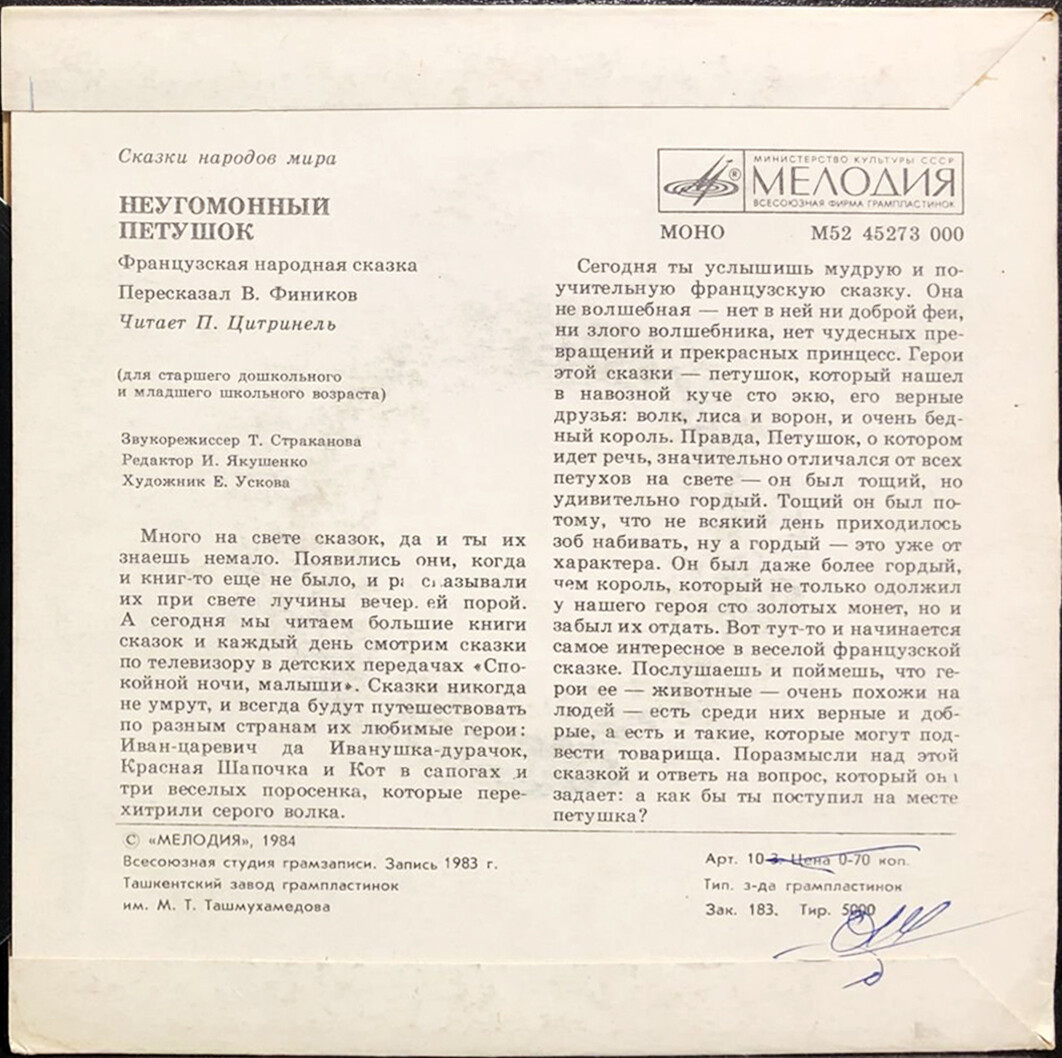 Сказки народов мира
НЕУГОМОННЫЙ
ПЕТУШОК
Французская народная сказка
Пересказал В. Фиников
Читает П. Цитринель
(для старшего дошкольного
и младшего школьного возраста)
Звукорежиссер Т. Страканова
Редактор И. Якушенко
Художник Е. Ускова
Много на свете сказок, да и ты их
знаешь немало. Появились они, когда
и книг-то еще не было, и
их при свете лучины порой.
А сегодня мы читаем большие книги
сказок и каждый день смотрим сказки
по телевизору в детских передачах «Спо-
койной ночи, малыши». Сказки никогда
не умрут, и всегда будут путешествовать
по разным странам их любимые герои:
Иван-царевич да Иванушка-дурачок,
Красная Шапочка и Кот в сапогах и
три веселых поросенка, которые пере-
хитрили серого волка.
МИНИСТЕРСТВО КУЛЬТУРЫ СССР
® МЕЛОДИЯ
ВСЕСОЮЗНАЯ ФИРМА ГРАМПЛАСТИНОК
МОНО М52 45273 000
Сегодня ты услышишь мудрую и по-
учительную французскую сказку. Она
не волшебная — нет в ней ни доброй феи,
ни злого волшебника, нет чудесных пре-
вращений и прекрасных принцесс. Герои
этой сказки — петушок, который нашел
в навозной куче сто экю, его верные
друзья: волк, лиса и ворон, и очень бед-
ный король. Правда, Петушок, о котором
идет речь, значительно отличался от всех
петухов на свете — он был тощий, но
удивительно гордый. Тощий он был по-
тому, что не всякий день приходилось
зоб набивать, ну а гордый — это уже от
характера. Он был даже более гордый,
чем король, который не только одолжил
у нашего героя сто золотых монет, но и
забыл их отдать. Вот тут-то и начинается
самое интересное в веселой французской
сказке. Послушаешь и поймешь, что ге-
рои ее — животные — очень похожи на
людей — есть среди них верные и доб-
рые, а есть и такие, которые могут под-
вести товарища. Поразмысли над этой
сказкой и ответь на вопрос, который
задает: а как бы ты поступил на месте
петушка?
© «МЕЛОДИЯ», 1984
Всесоюзная студия грамзаписи. Запись 1983 г.
Ташкентский завод грампластинок
им. М. Т. Ташмухамедова
Арт. 10-3. Цена 0-70 коп.
Тип. з-да грампластинок
Зак. 183. Тир. 5000